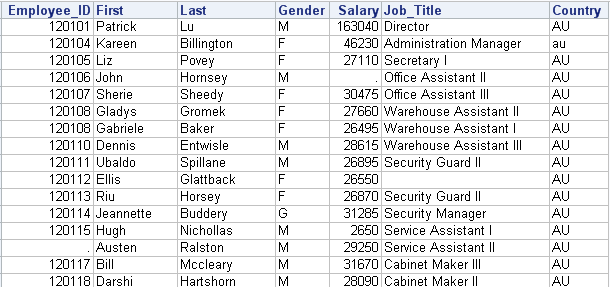 Employee_ID First Last Gender Salary Job_Title Country
120101 Patrick Lu M 163040 Director AU
120104 Kareen Billington F 46230 Administration Manager au
120105 Liz Povey F 27110 Secretary I AU
120106 John Hornsey M . Office Assistant II AU
120107 Sherie Sheedy F 30475 Office Assistant III AU
120108 Gladys Gromek F 27660 Warehouse Assistant II AU
120108 Gabriele Baker F 26495 Warehouse Assistant I AU
120110 Dennis Entwisle M 28615 Warehouse Assistant III AU
120111 Ubaldo Spillane M 26895 Security Guard II AU
120112 Ellis Glattback F 26550 AU
120113 Riu Horsey F 26870 Security Guard II AU
120114 Jeannette Buddery G 31285 Security Manager AU
120115 Hugh Nichollas M 2650 Service Assistant I AU
. Austen Ralston M 29250 Service Assistant II AU
120117 Bill Mccleary M 31670 Cabinet Maker III AU
120118 Darshi Hartshorn M 28090 Cabinet Maker II AU